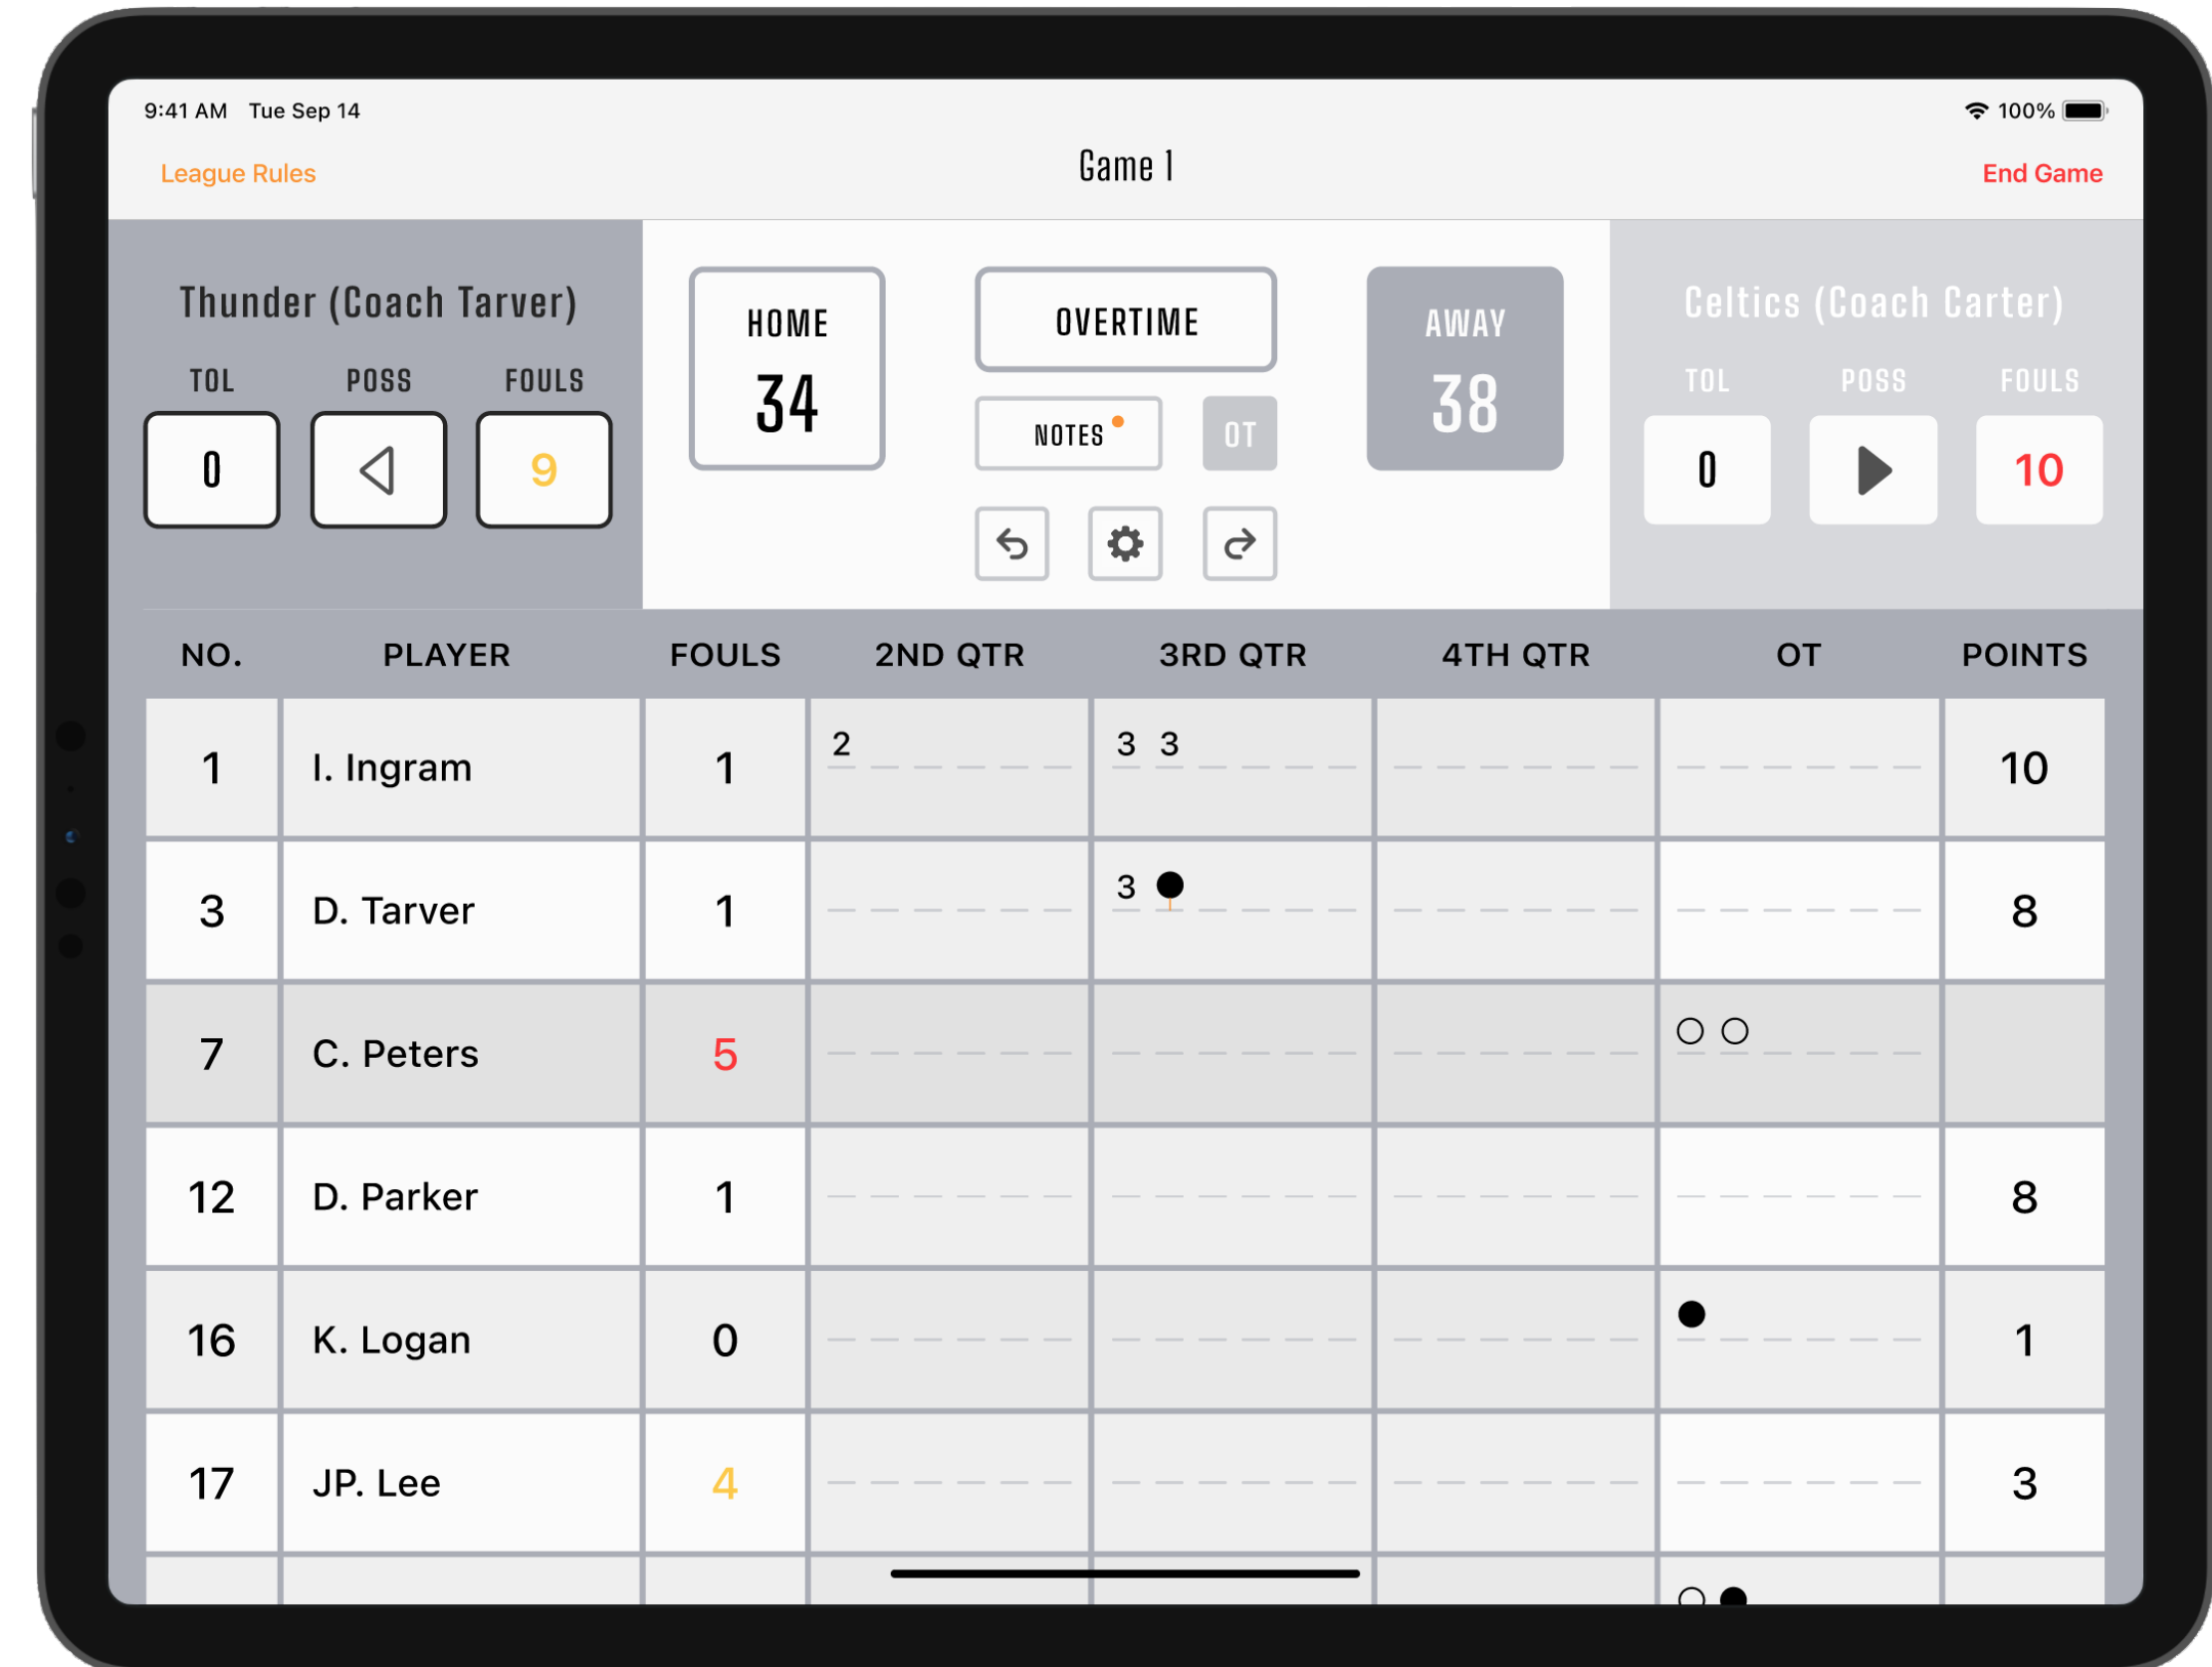 9:41 AM Tue Sep 14 100%
League Rules Game 1 End Game
Thunder (Coach Tarver)
TOL POSS FOULS
0 9
HOME
34
OVERTIME
NOTES OT
AWAY
38
Celtics (Coach Carter)
TOL POSS FOULS
0 10
NO. PLAYER FOULS 2ND QTR 3RD QTR 4TH QTR OT POINTS
1 I. Ingram 1 2 3 3 10
3 D. Tarver 1 3 8
7 C. Peters 5
12 D. Parker 1 8
16 K. Logan 0 1
17 JP. Lee 4 3